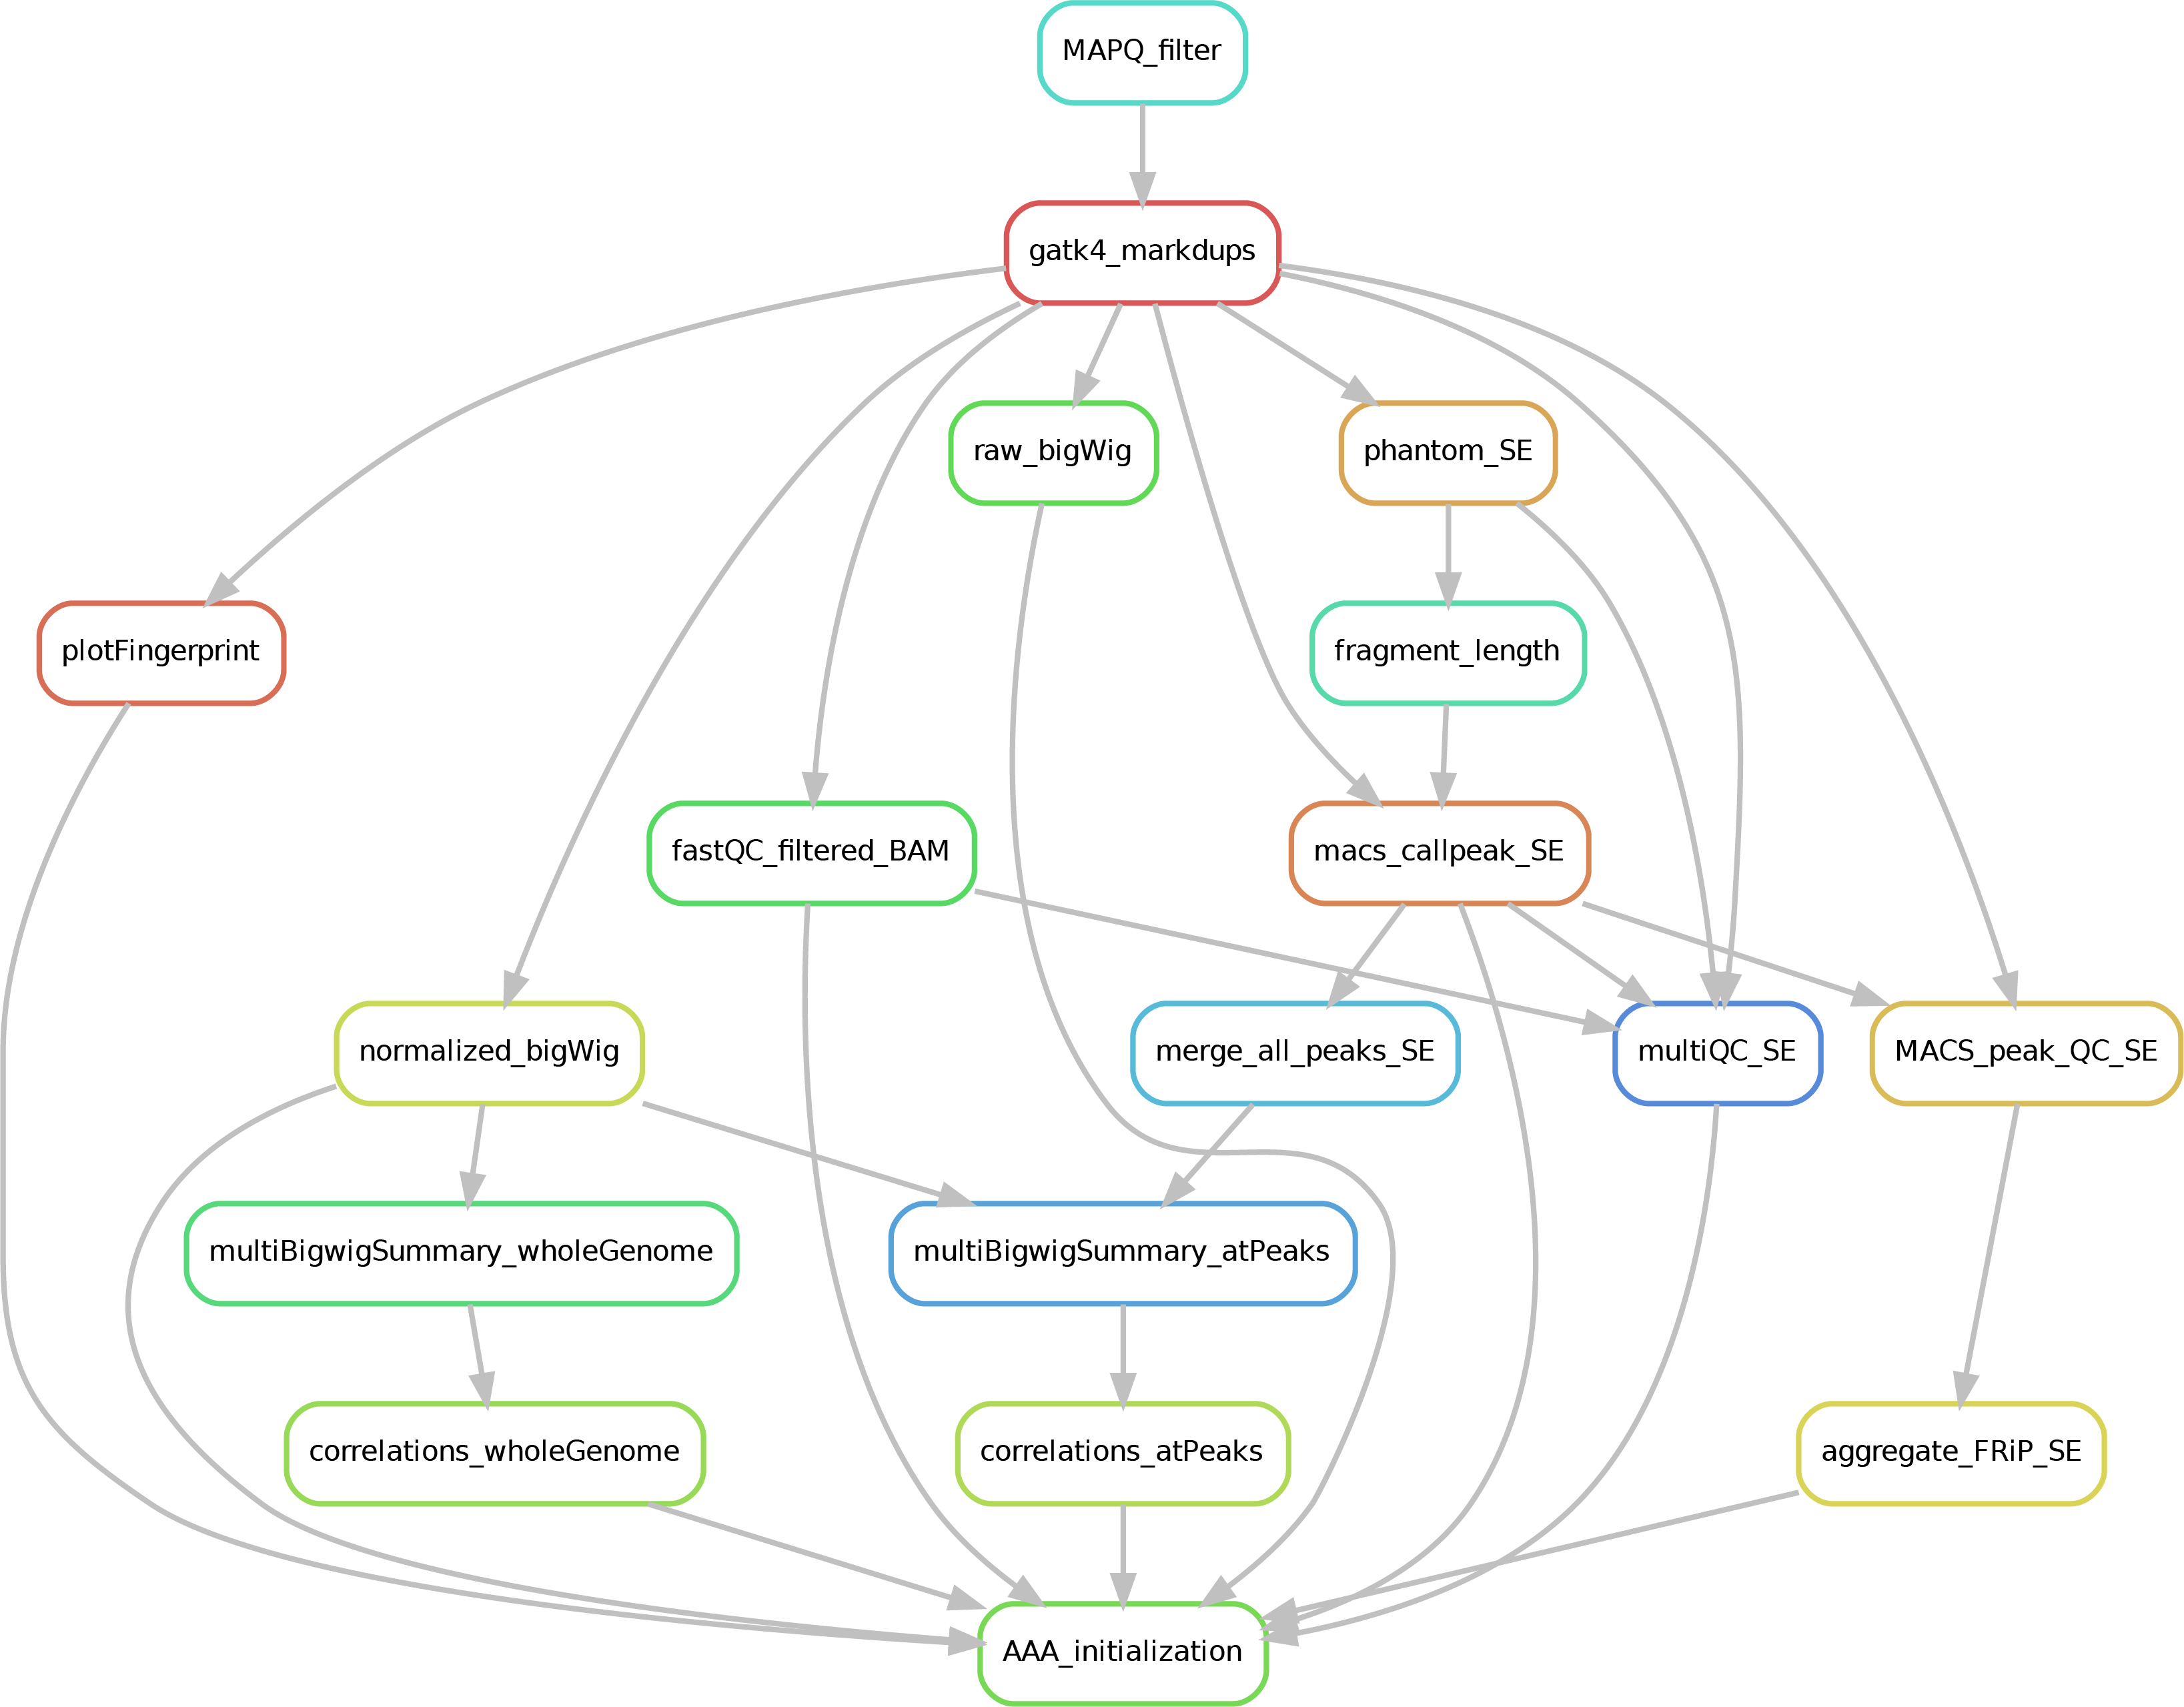 MAPQ_filter
gatk4_markdups
raw_bigWig
phantom_SE
plotFingerprint
fragment_length
fastQC_filtered_BAM
macs_callpeak_SE
normalized_bigWig
merge_all_peaks_SE
multiQC_SE
MACS_peak_QC_SE
multiBigwigSummary_wholeGenome
multiBigwigSummary_atPeaks
correlations_wholeGenome
correlations_atPeaks
aggregate_FRiP_SE
AAA_initialization